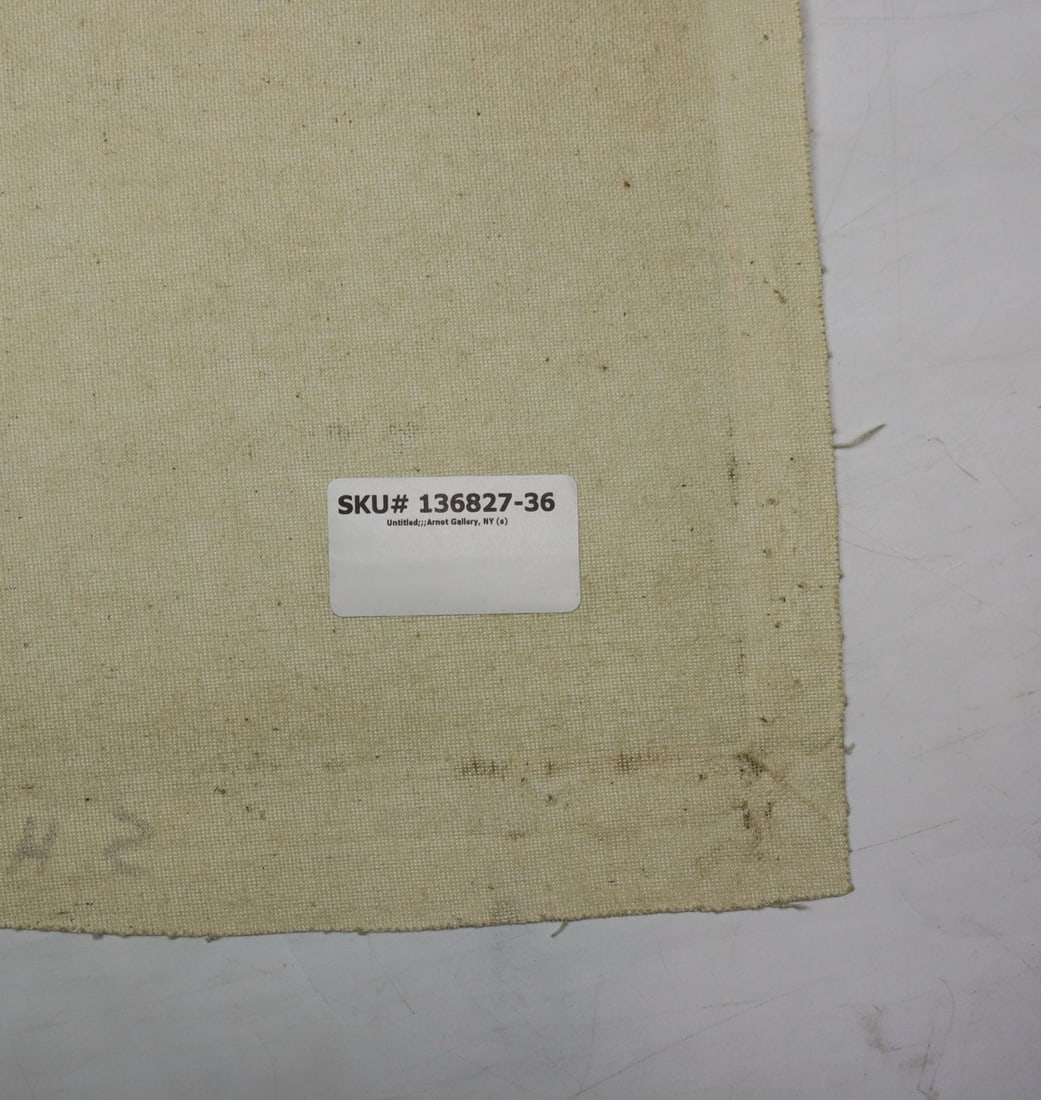 SKU# 136827-36
Untitled;;;Arnot Gallery, NY (s)